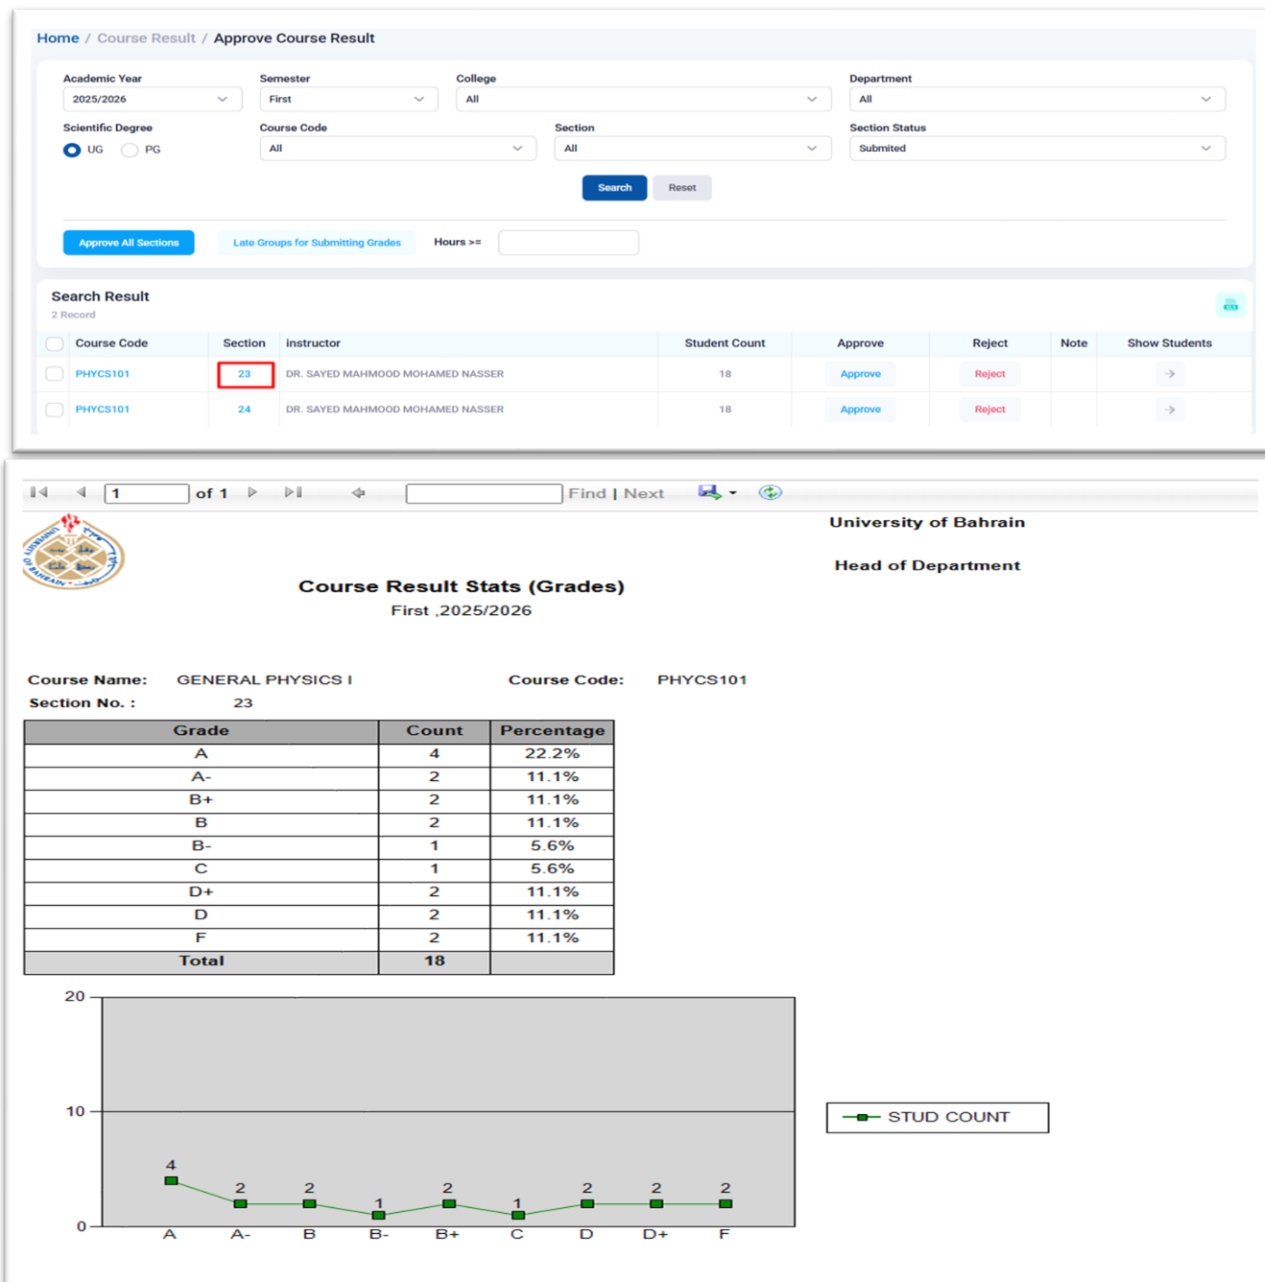 Home / Course Result / Approve Course Result
Academic Year Semester College Department
2025/2026 First All All
Scientific Degree Course Code Section Section Status
UG PG All All Submited
Search Reset
Approve All Sections Late Groups for Submitting Grades Hours >=
Search Result
2 Record
Course Code Section instructor Student Count Approve Reject Note Show Students
PHYCS101 23 DR. SAYED MAHMOOD MOHAMED NASSER 18 Approve Reject
PHYCS101 24 DR. SAYED MAHMOOD MOHAMED NASSER 18 Approve Reject
1 of 1 Find | Next
University of Bahrain
Head of Department
Course Result Stats (Grades)
First ,2025/2026
Course Name: GENERAL PHYSICS I Course Code: PHYCS101
Section No. : 23
Grade Count Percentage
A 4 22.2%
A- 2 11.1%
B+ 2 11.1%
B 2 11.1%
B- 1 5.6%
C 1 5.6%
D+ 2 11.1%
D 2 11.1%
F 2 11.1%
Total 18
20
10
0
4 2 2 1 2 1 2 2 2
A A- B B- B+ C D D+ F
STUD COUNT